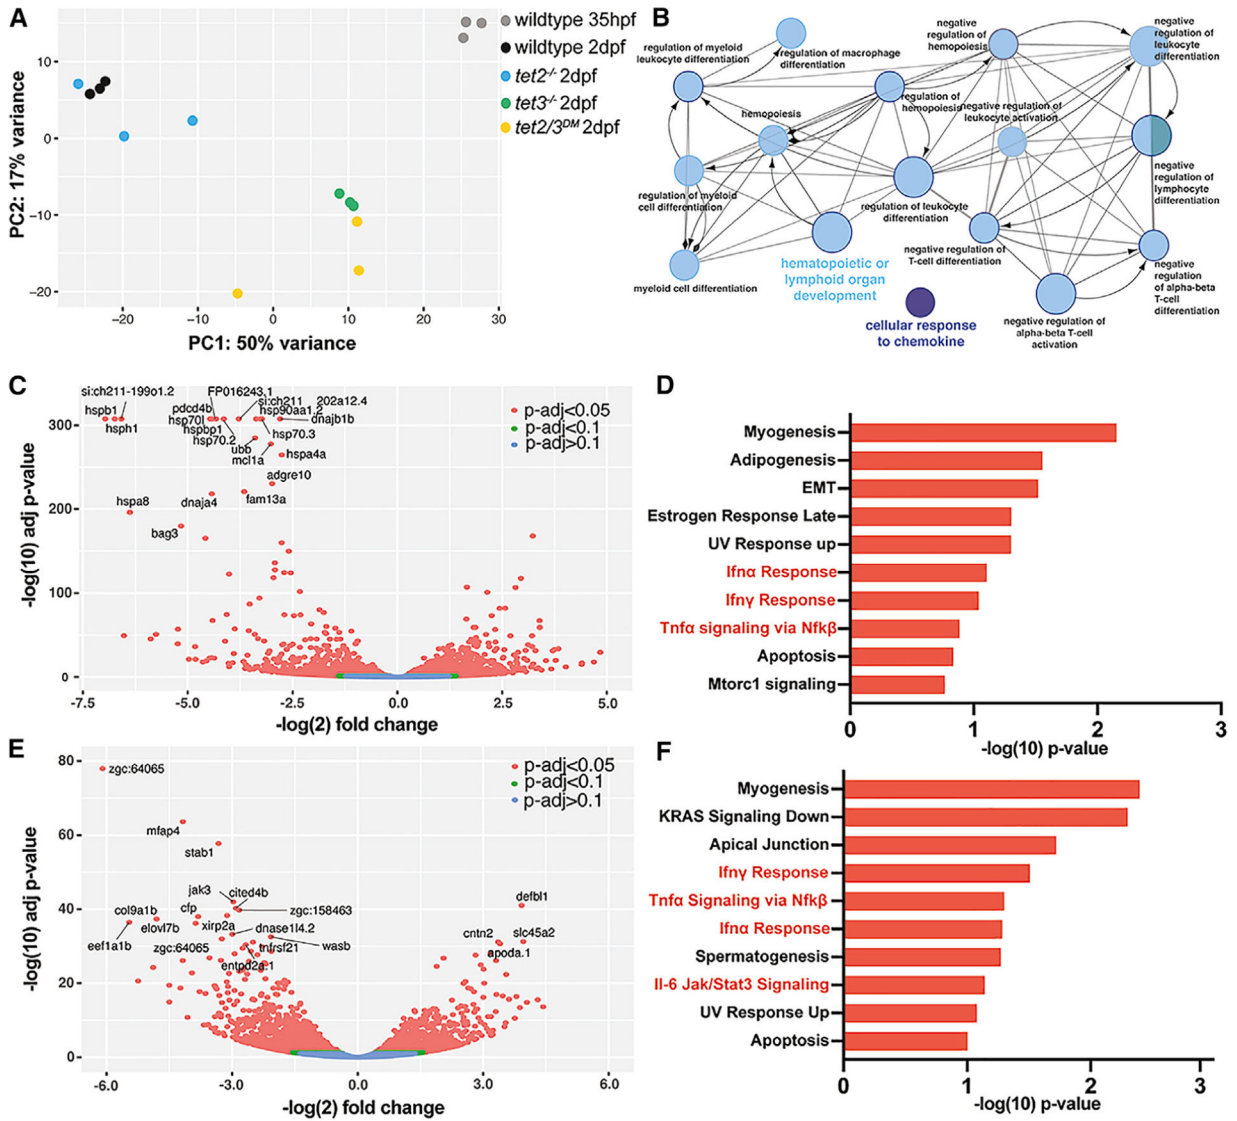 A
PC2: 17% variance
10
0
−10
−20
−20
−10
0
10
20
30
PC1: 50% variance
wildtype 35hpf
wildtype 2dpf
tet2-/- 2dpf
tet3-/- 2dpf
tet2/3DM 2dpf
B
regulation of myeloid
leukocyte differentiation
regulation of macrophage
differentiation
negative
regulation of
hemopoiesis
negative
regulation of
leukocyte
differentiation
hemopoiesis
regulation of
hemopoiesis
negative regulation of
leukocyte activation
negative
regulation of
lymphocyte
differentiation
regulation of myeloid
cell differentiation
regulation of leukocyte
differentiation
negative regulation of
T-cell differentiation
myeloid cell differentiation
hematopoietic or
lymphoid organ
development
negative
regulation
of alpha-beta
T-cell
differentiation
cellular response
to chemokine
negative regulation of
alpha-beta T-cell
activation
C
-log(10) adj p-value
300
200
100
0
-7.5
-5.0
-2.5
0.0
2.5
5.0
-log(2) fold change
si:ch211-199o1.2
FP016243.1
si:ch211
202a12.4
hspb1
hsph1
pdcd4b
hsp70l
hspbp1
hsp70.2
hsp90aa1.2
dnajb1b
hsp70.3
ubb
mcl1a
hspa4a
adgre10
hspa8
dnaja4
fam13a
bag3
p-adj<0.05
p-adj<0.1
p-adj>0.1
D
Myogenesis
Adipogenesis
EMT
Estrogen Response Late
UV Response up
Ifnα Response
Ifnγ Response
Tnfα signaling via Nfkβ
Apoptosis
Mtorc1 signaling
0
1
2
3
-log(10) p-value
E
-log(10) adj p-value
80
60
40
20
0
-6.0
-3.0
0.0
3.0
6.0
-log(2) fold change
zgc:64065
mfap4
stab1
jak3
cited4b
col9a1b
cfp
zgc:158463
elovl7b
xirp2a
dnase1l4.2
eef1a1b
zgc:64065
tnfrsf21
wasb
entpd2a.1
defbl1
cntn2
slc45a2
apoda.1
p-adj<0.05
p-adj<0.1
p-adj>0.1
F
Myogenesis
KRAS Signaling Down
Apical Junction
Ifnγ Response
Tnfα Signaling via Nfkβ
Ifnα Response
Spermatogenesis
Il-6 Jak/Stat3 Signaling
UV Response Up
Apoptosis
0
1
2
3
-log(10) p-value